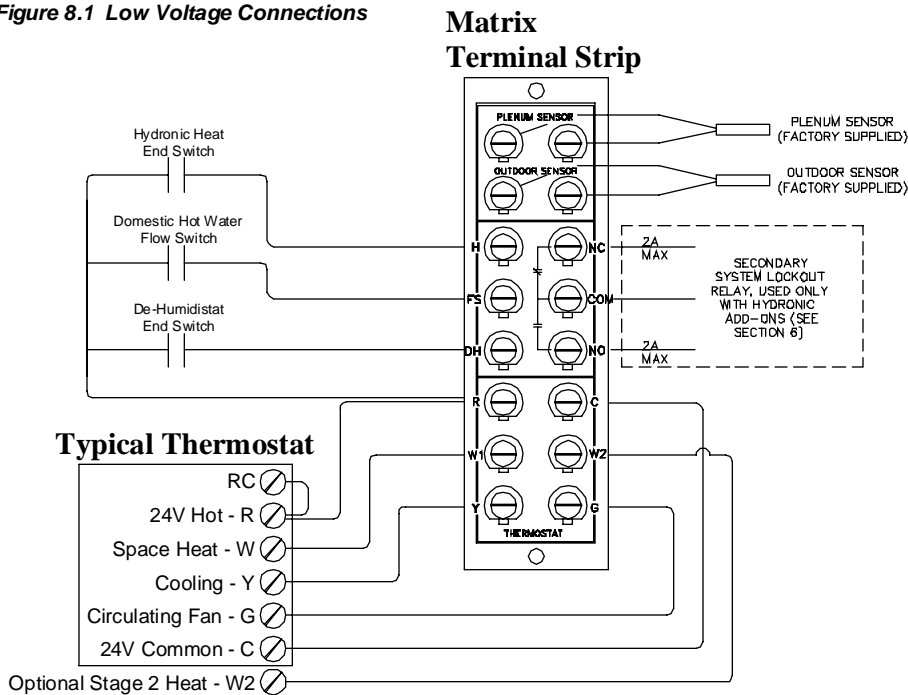 Figure 8.1 Low Voltage Connections
Matrix
Terminal Strip
PLENUM SENSOR
PLENUM SENSOR
(FACTORY SUPPLIED)
OUTDOOR SENSOR
OUTDOOR SENSOR
(FACTORY SUPPLIED)
Hydronic Heat
End Switch
Domestic Hot Water
Flow Switch
De-Humidistat
End Switch
H
NC
2A
MAX
FS
COM
DH
NO
2A
MAX
SECONDARY
SYSTEM LOCKOUT
RELAY, USED ONLY
WITH HYDRONIC
ADD-ONS (SEE
SECTION 6)
R
C
W1
W2
Y
G
THERMOSTAT
Typical Thermostat
RC
24V Hot - R
Space Heat - W
Cooling - Y
Circulating Fan - G
24V Common - C
Optional Stage 2 Heat - W2